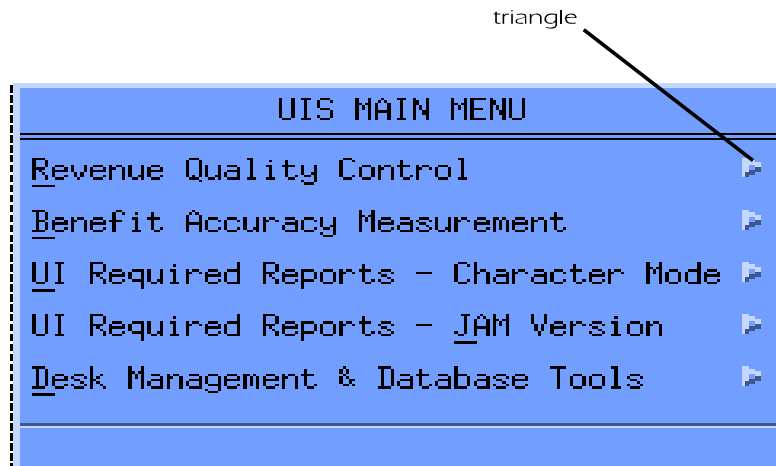 triangle
UIS MAIN MENU
Revenue Quality Control
Benefit Accuracy Measurement
UI Required Reports - Character Mode
UI Required Reports - JAM Version
Desk Management & Database Tools